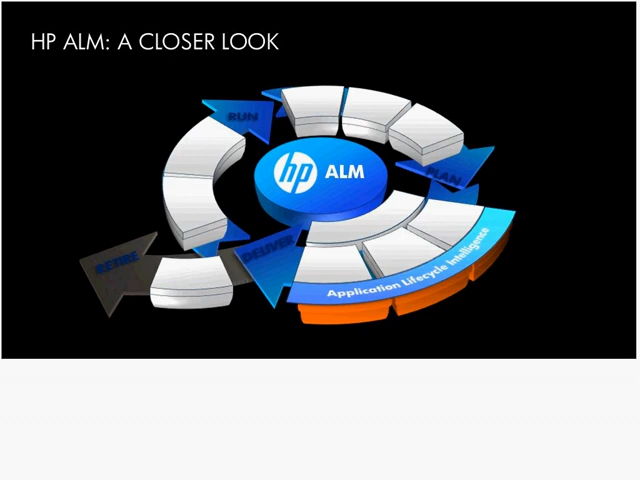 HP ALM: A CLOSER LOOK
RUN
PLAN
hp ALM
DELIVER
RETIRE
Application Lifecycle Intelligence